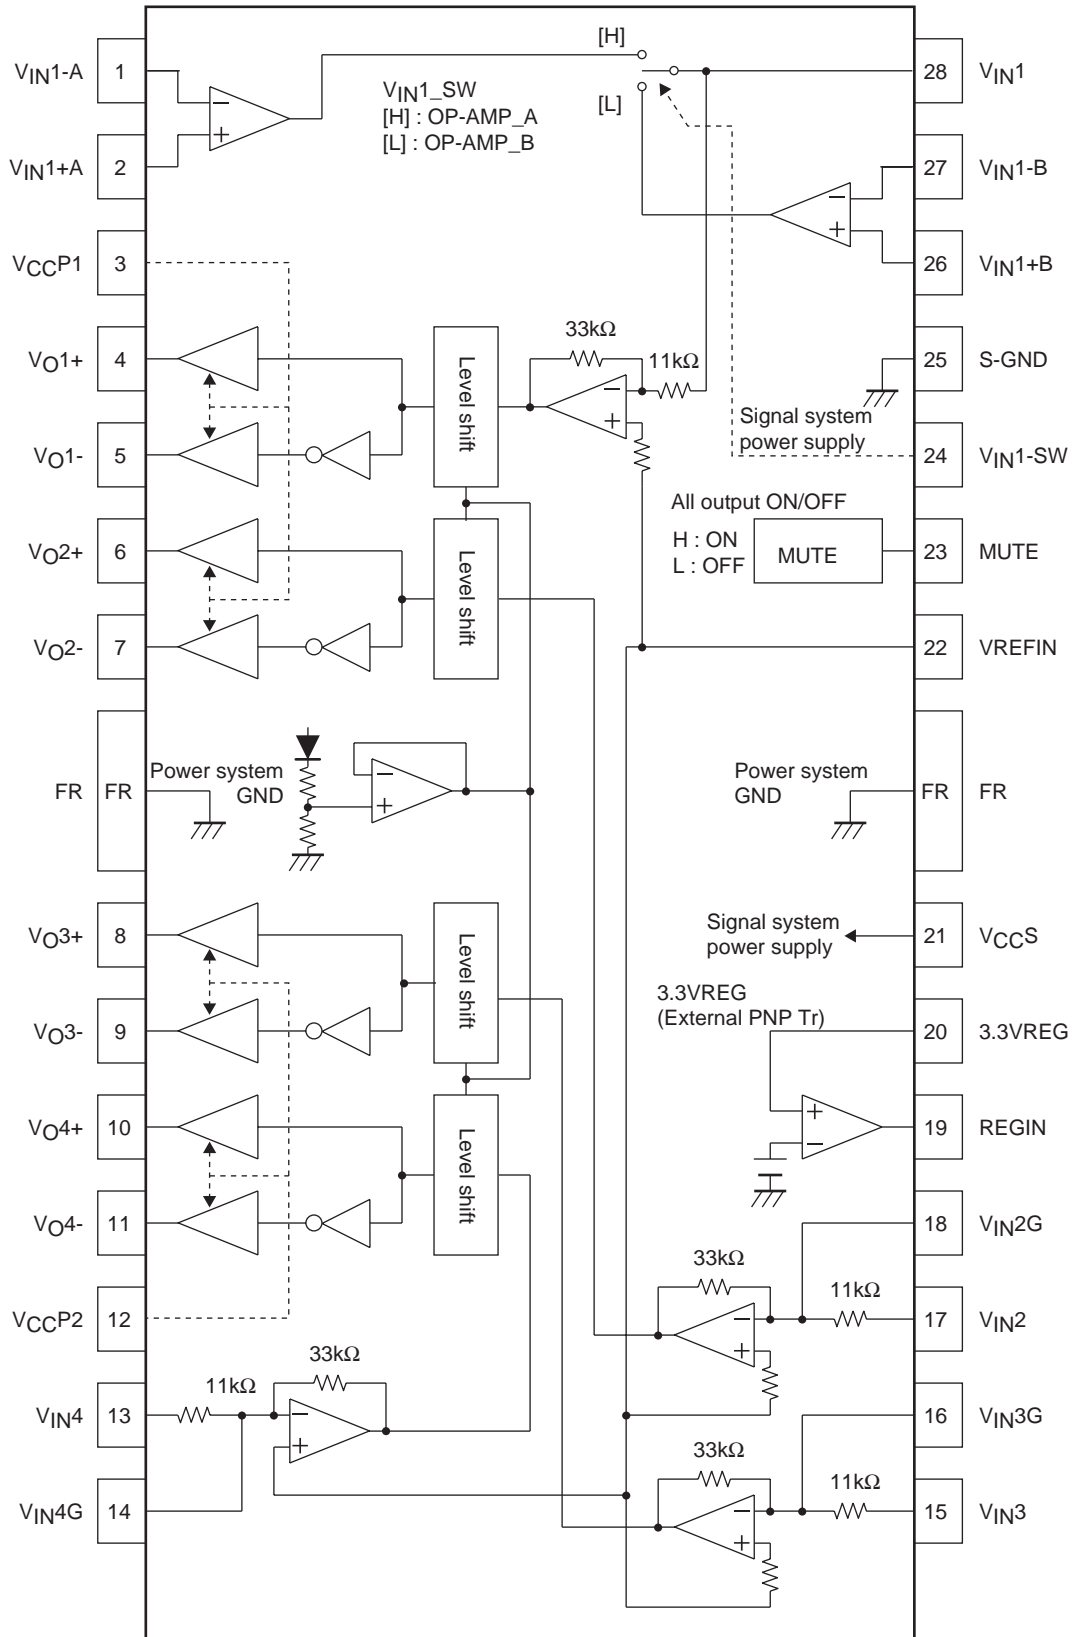 VIN1-A 1
VIN1+A 2
VCCP1 3
VO1+ 4
VO1- 5
VO2+ 6
VO2- 7
FR FR
VO3+ 8
VO3- 9
VO4+ 10
VO4- 11
VCCP2 12
VIN4 13
VIN4G 14
[H]
[L]
VIN1_SW
[H] : OP-AMP_A
[L] : OP-AMP_B
33kΩ
11kΩ
Level shift
Level shift
Signal system
power supply
All output ON/OFF
H : ON
L : OFF
MUTE
Power system
GND
Power system
GND
Level shift
Level shift
Signal system
power supply
3.3VREG
(External PNP Tr)
33kΩ
11kΩ
33kΩ
11kΩ
33kΩ
11kΩ
28 VIN1
27 VIN1-B
26 VIN1+B
25 S-GND
24 VIN1-SW
23 MUTE
22 VREFIN
FR FR
21 VCCS
20 3.3VREG
19 REGIN
18 VIN2G
17 VIN2
16 VIN3G
15 VIN3